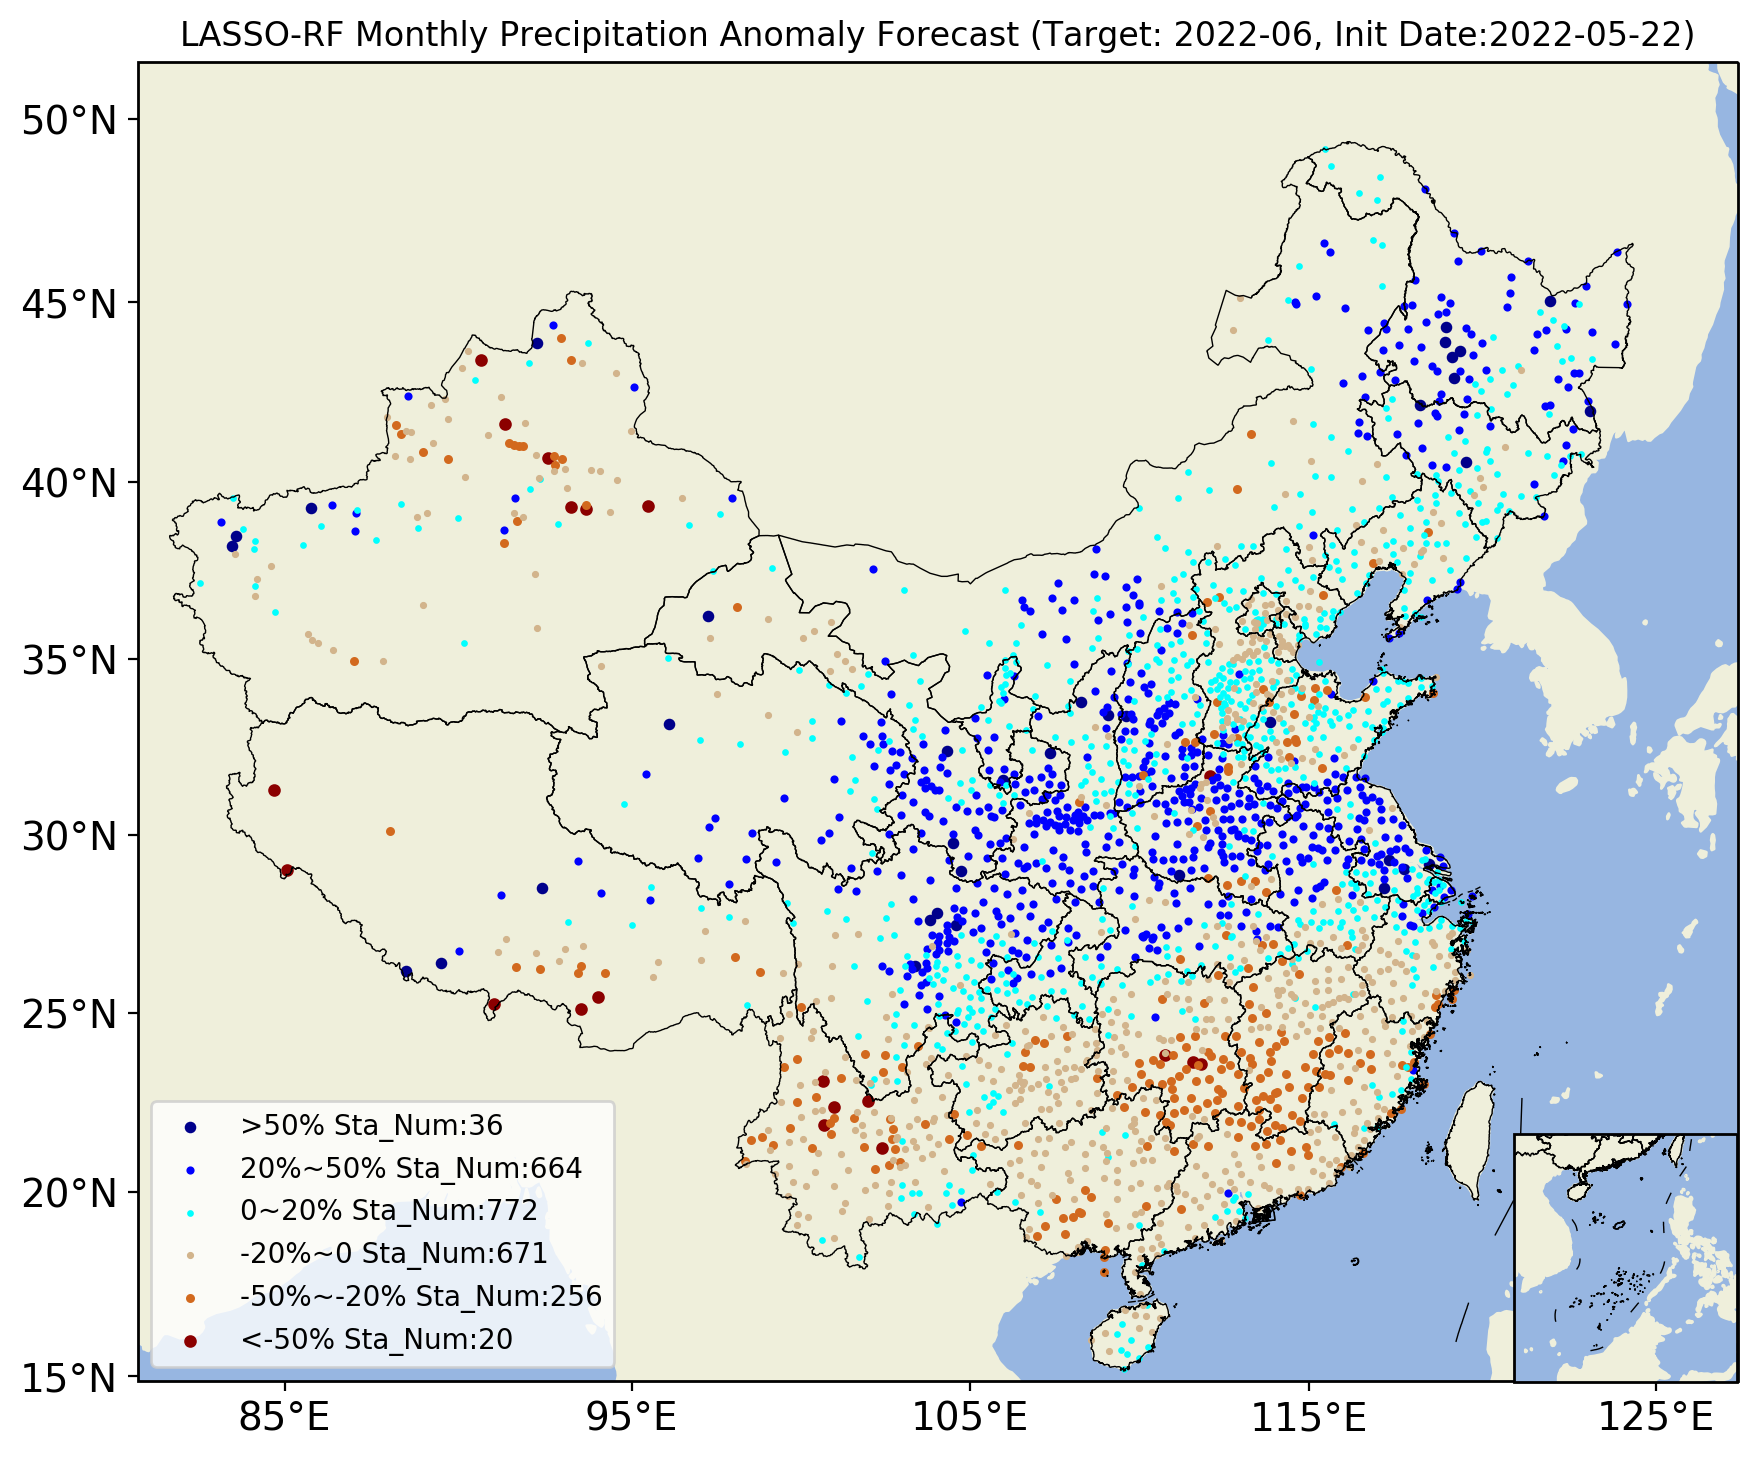 LASSO-RF Monthly Precipitation Anomaly Forecast (Target: 2022-06, Init Date:2022-05-22)
50°N
45°N
40°N
35°N
30°N
25°N
20°N
15°N
>50% Sta_Num:36
20%~50% Sta_Num:664
0~20% Sta_Num:772
-20%~0 Sta_Num:671
-50%~-20% Sta_Num:256
<-50% Sta_Num:20
85°E
95°E
105°E
115°E
125°E